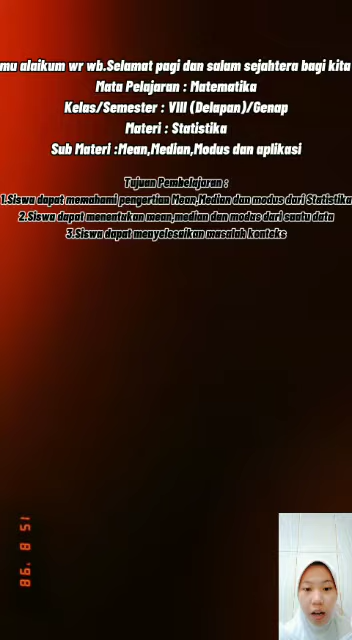 mu alaikum wr wb.Selamat pagi dan salam sejahtera bagi kita
Mata Pelajaran : Matematika
Kelas/Semester : VIII (Delapan)/Genap
Materi : Statistika
Sub Materi :Mean,Median,Modus dan aplikasi
Tujuan Pembelajaran :
1.Siswa dapat memahami pengertian Mean,Median dan modus dari Statistika
2.Siswa dapat menentukan mean,median dan modus dari suatu data
3.Siswa dapat menyelesaikan masalah konteks
86. 8 15